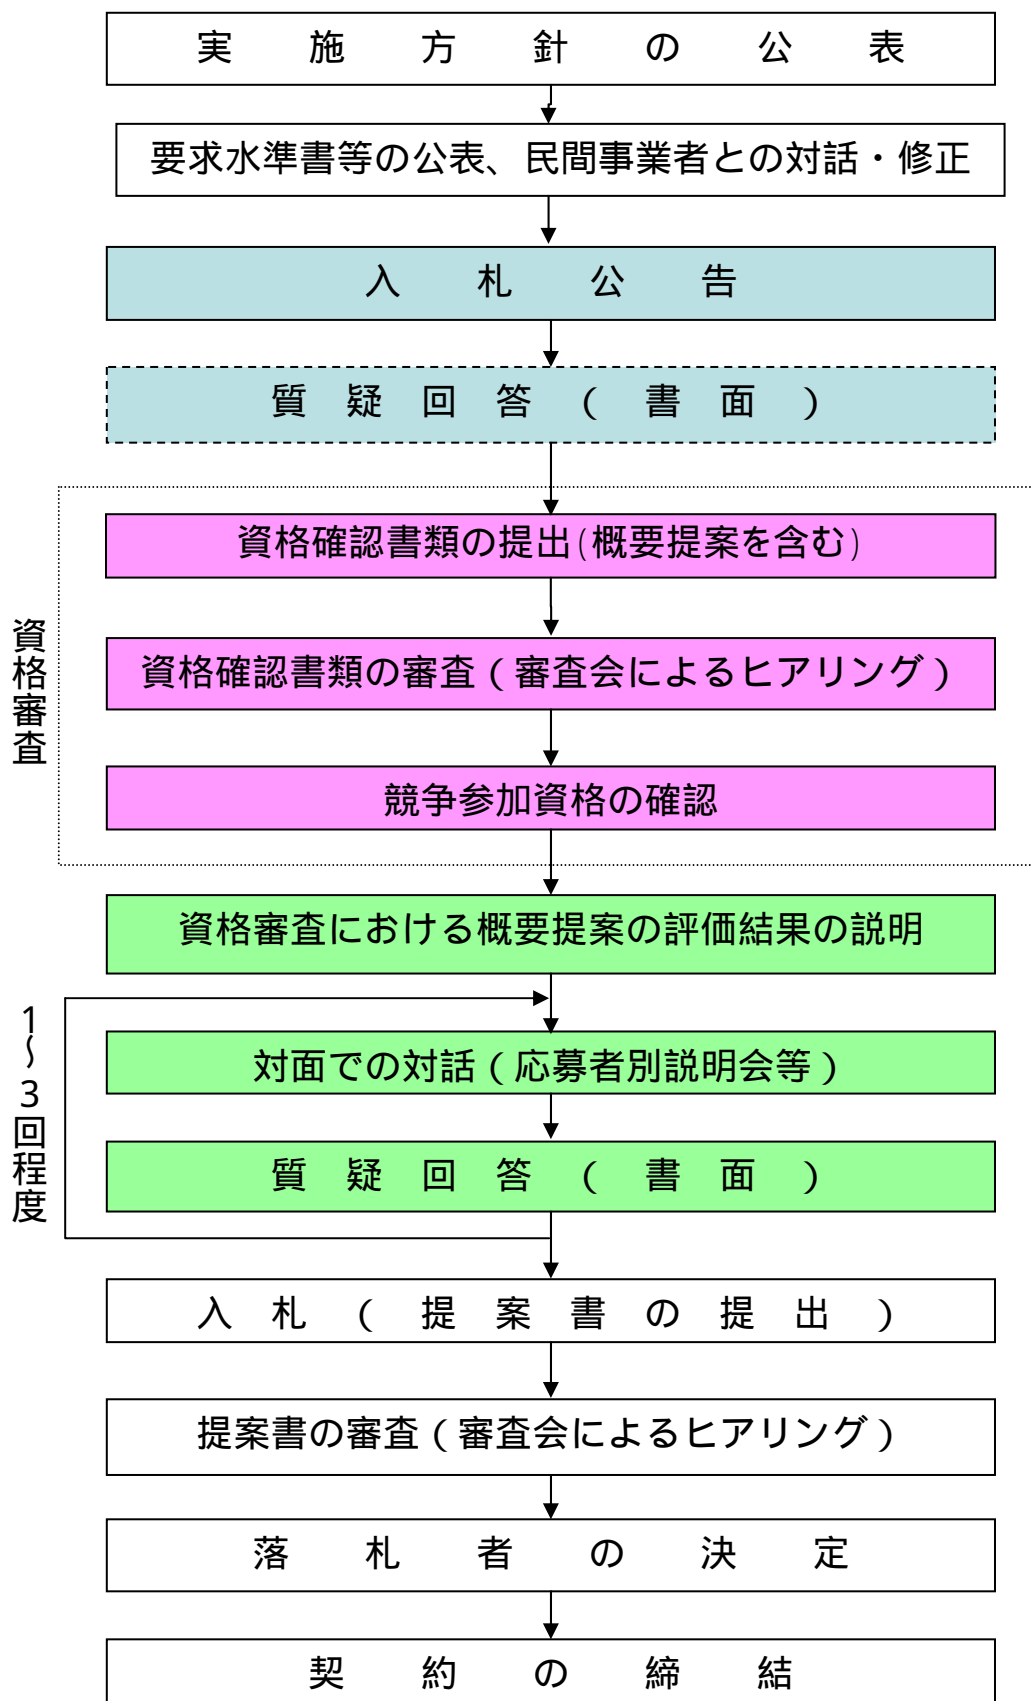 実施方針の公表
要求水準書等の公表、民間事業者との対話・修正
入札公告
質疑回答(書面)
資格審査
資格確認書類の提出(概要提案を含む)
資格確認書類の審査(審査会によるヒアリング)
競争参加資格の確認
資格審査における概要提案の評価結果の説明
1〜3回程度
対面での対話(応募者別説明会等)
質疑回答(書面)
入札(提案書の提出)
提案書の審査(審査会によるヒアリング)
落札者の決定
契約の締結